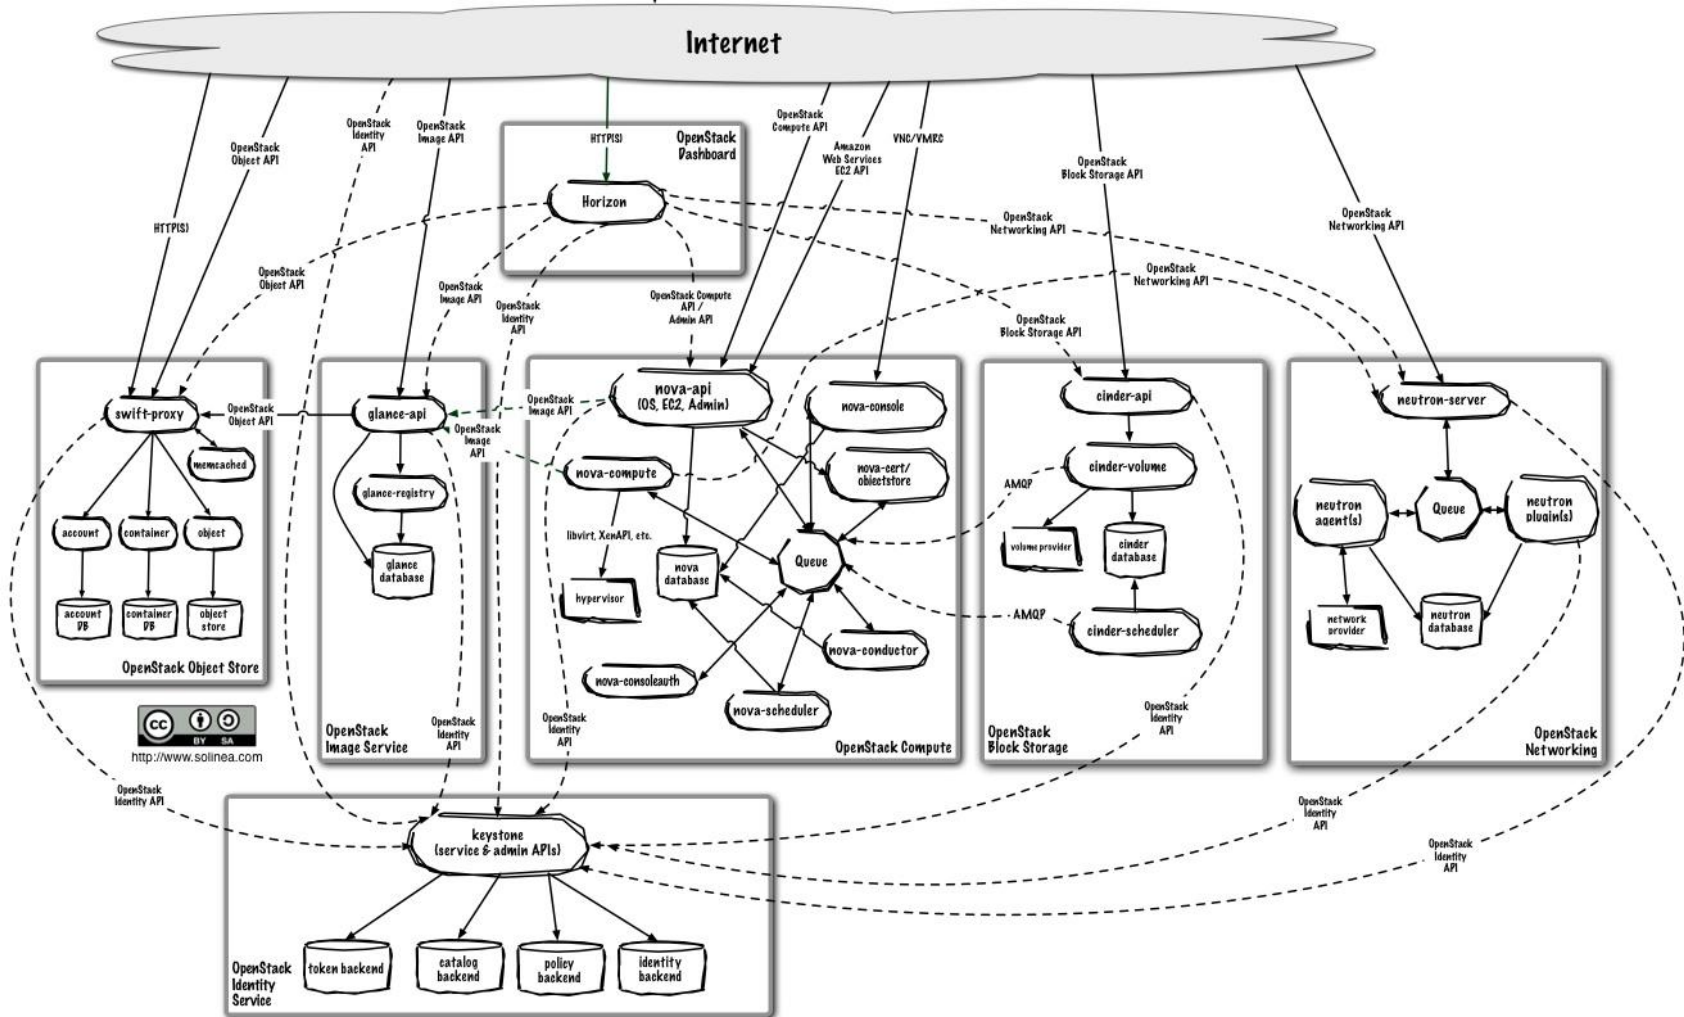 Internet
OpenStack
Identity
API
OpenStack
Image API
OpenStack
Object API
HTTP(S)
HTTP(S)
OpenStack
Dashboard
Horizon
OpenStack
Compute API
Amazon
Web Services
EC2 API
VNC/VMRC
OpenStack
Block Storage API
OpenStack
Networking API
OpenStack
Networking API
OpenStack
Networking API
OpenStack
Object API
OpenStack
Image API
OpenStack
Identity
API
OpenStack Compute
API /
Admin API
OpenStack
Block Storage API
swift-proxy
memcached
account
container
object
account
DB
container
DB
object
store
OpenStack Object Store
OpenStack
Object API
glance-api
glance-registry
glance
database
OpenStack
Image Service
OpenStack
Identity
API
OpenStack
Image API
OpenStack
Image
API
nova-api
(OS, EC2, Admin)
nova-console
nova-compute
nova-cert/
objectstore
libvirt, XenAPI, etc.
hypervisor
nova
database
Queue
nova-conductor
nova-consoleauth
nova-scheduler
OpenStack
Identity
API
OpenStack Compute
cinder-api
cinder-volume
AMQP
volume provider
cinder
database
AMQP
cinder-scheduler
OpenStack
Identity
API
OpenStack
Block Storage
neutron-server
neutron
agent(s)
Queue
neutron
plugin(s)
network
provider
neutron
database
OpenStack
Networking
CC
BY SA
http://www.solinea.com
OpenStack
Identity API
OpenStack
Identity
API
OpenStack
Identity
API
keystone
(service & admin APIs)
token backend
catalog
backend
policy
backend
identity
backend
OpenStack
Identity
Service